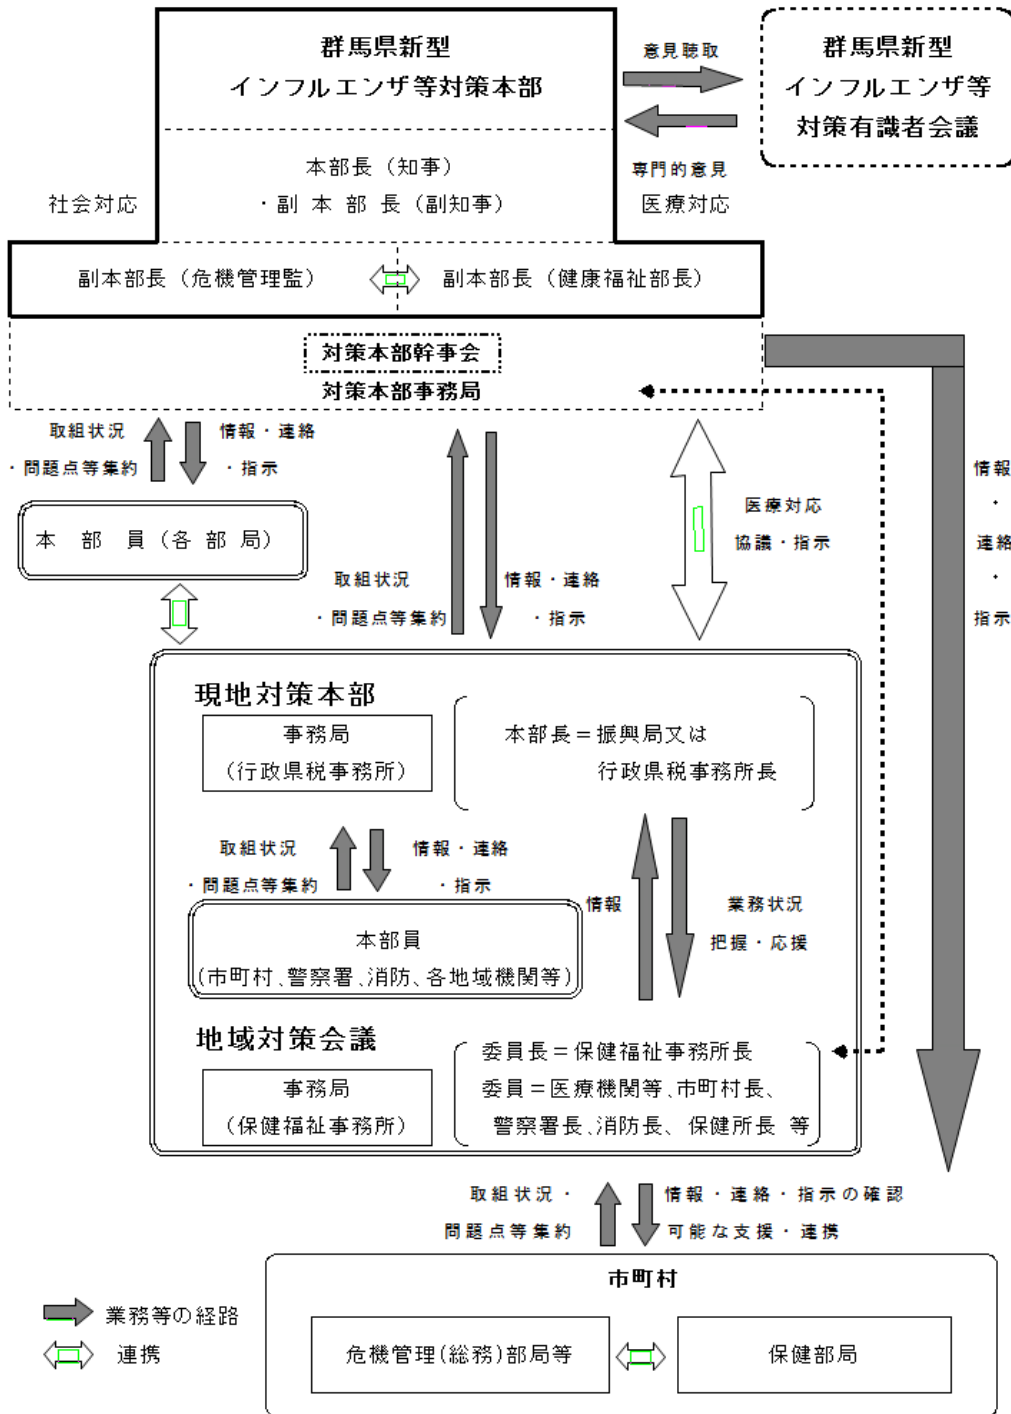 群馬県新型
インフルエンザ等対策本部
意見聴取
群馬県新型
インフルエンザ等
対策有識者会議
専門的意見
本部長（知事）
・副 本 部 長（副知事）
社会対応
医療対応
副本部長（危機管理監）
副本部長（健康福祉部長）
対策本部幹事会
対策本部事務局
取組状況
・問題点等集約
情報・連絡
・指示
本 部 員（各 部 局）
取組状況
・問題点等集約
情報・連絡
・指示
医療対応
協議・指示
情報
・
連絡
・
指示
現地対策本部
事務局
（行政県税事務所）
本部長＝振興局又は
行政県税事務所長
取組状況
・問題点等集約
情報・連絡
・指示
情報
業務状況
把握・応援
本部員
（市町村、警察署、消防、各地域機関等）
地域対策会議
事務局
（保健福祉事務所）
委員長＝保健福祉事務所長
委員＝医療機関等、市町村長、
警察署長、消防長、保健所長 等
取組状況・
問題点等集約
情報・連絡・指示の確認
可能な支援・連携
市町村
危機管理(総務)部局等
保健部局
業務等の経路
連携